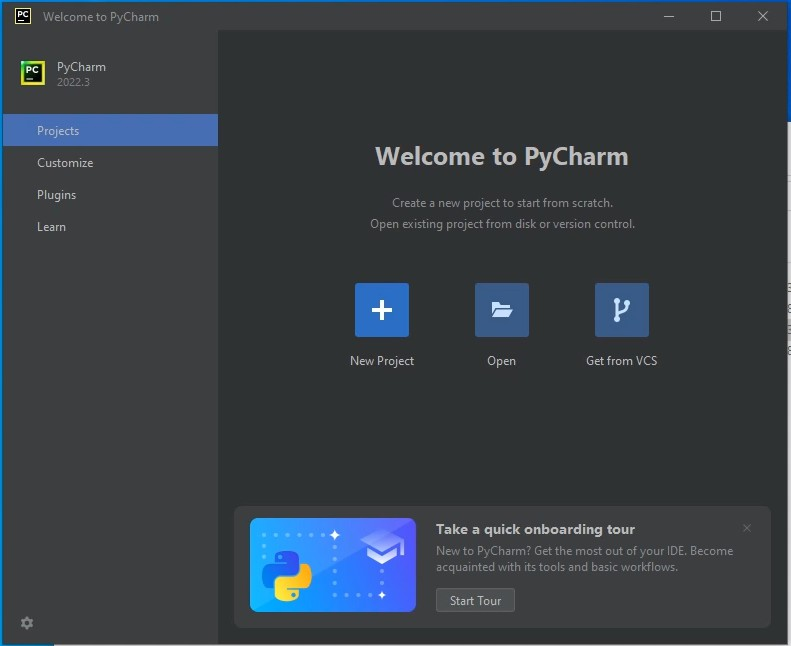 PC Welcome to PyCharm
PC
PyCharm
2022.3
Projects
Customize
Plugins
Learn
Welcome to PyCharm
Create a new project to start from scratch.
Open existing project from disk or version control.
New Project
Open
Get from VCS
Take a quick onboarding tour
New to PyCharm? Get the most out of your IDE. Become
acquainted with its tools and basic workflows.
Start Tour